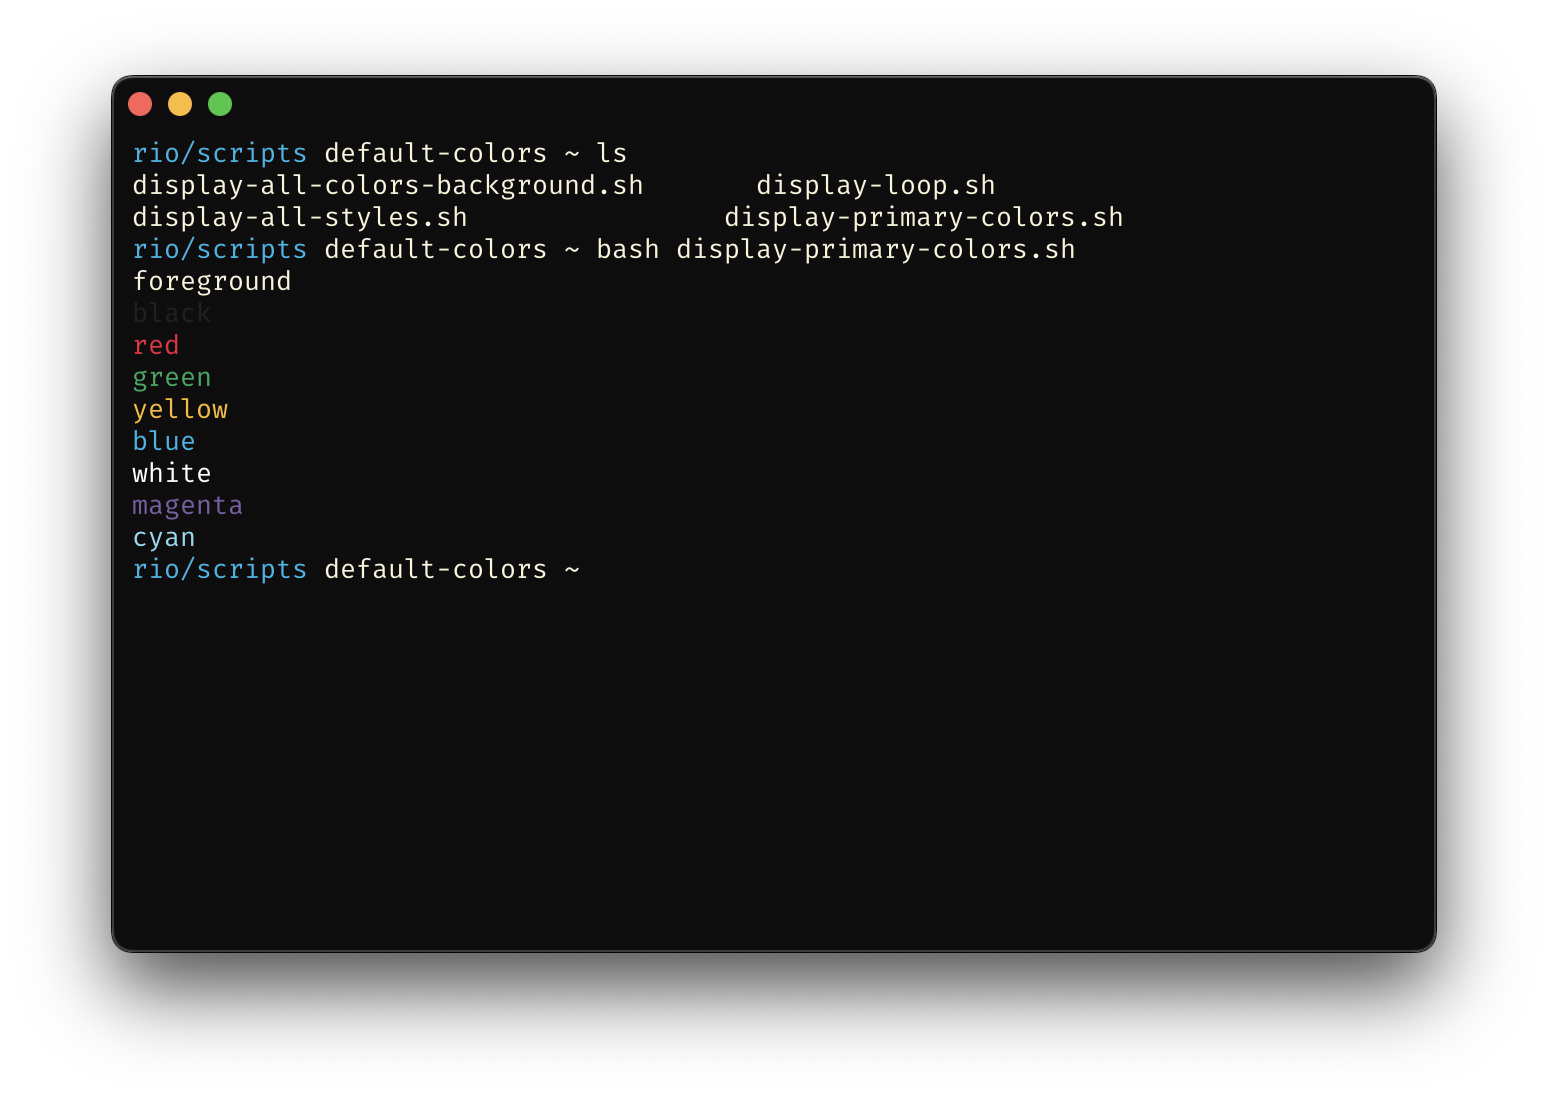 rio/scripts default-colors ~ ls
display-all-colors-background.sh       display-loop.sh
display-all-styles.sh                display-primary-colors.sh
rio/scripts default-colors ~ bash display-primary-colors.sh
foreground
black
red
green
yellow
blue
white
magenta
cyan
rio/scripts default-colors ~